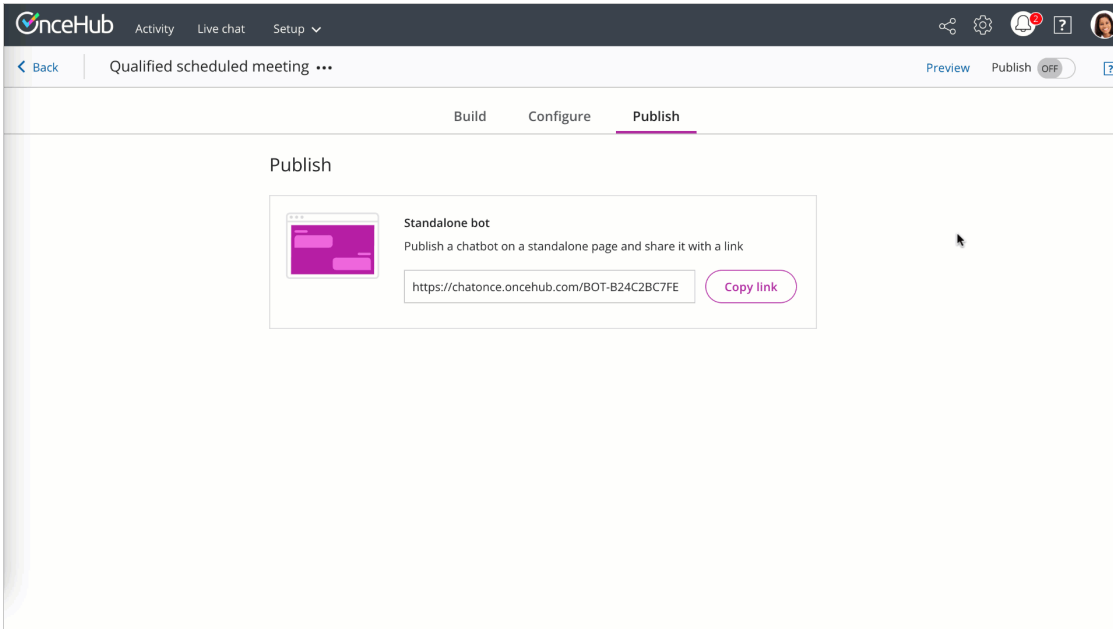 OnceHub Activity Live chat Setup 2 ?
Back Qualified scheduled meeting ••• Preview Publish OFF ?
Build Configure Publish
Publish
Standalone bot
Publish a chatbot on a standalone page and share it with a link
https://chatonce.oncehub.com/BOT-B24C2BC7FE Copy link